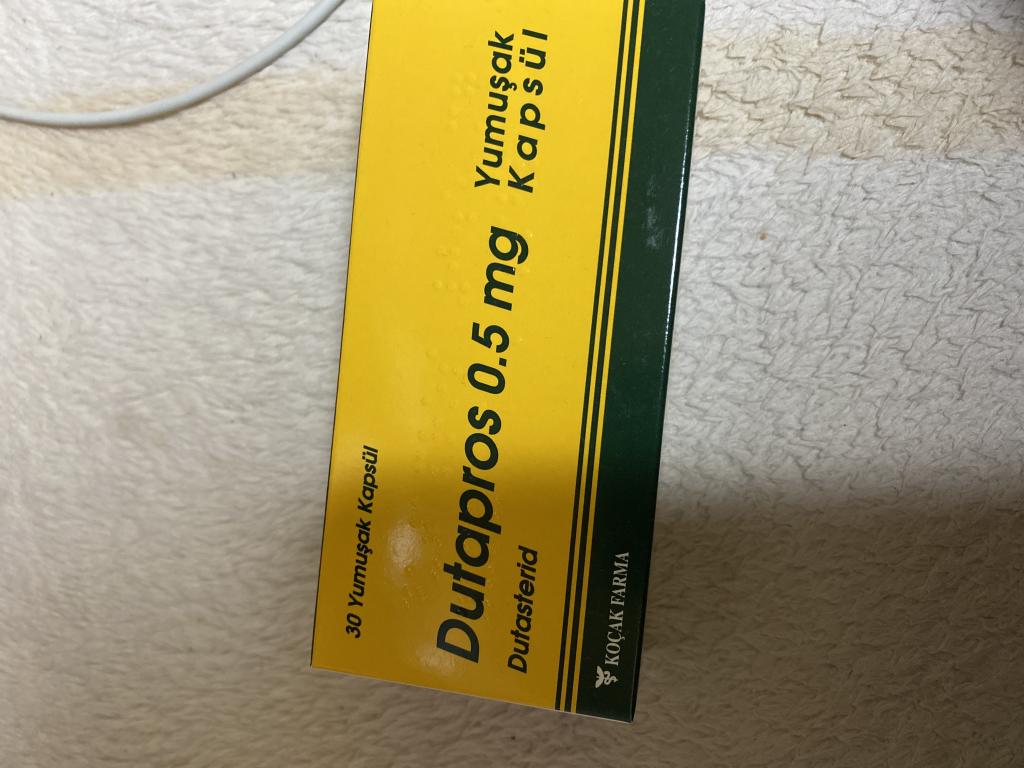 30 Yumuşak Kapsül
Dutapros 0.5 mg Yumuşak
Kapsül
Dutasterid
KOÇAK FARMA